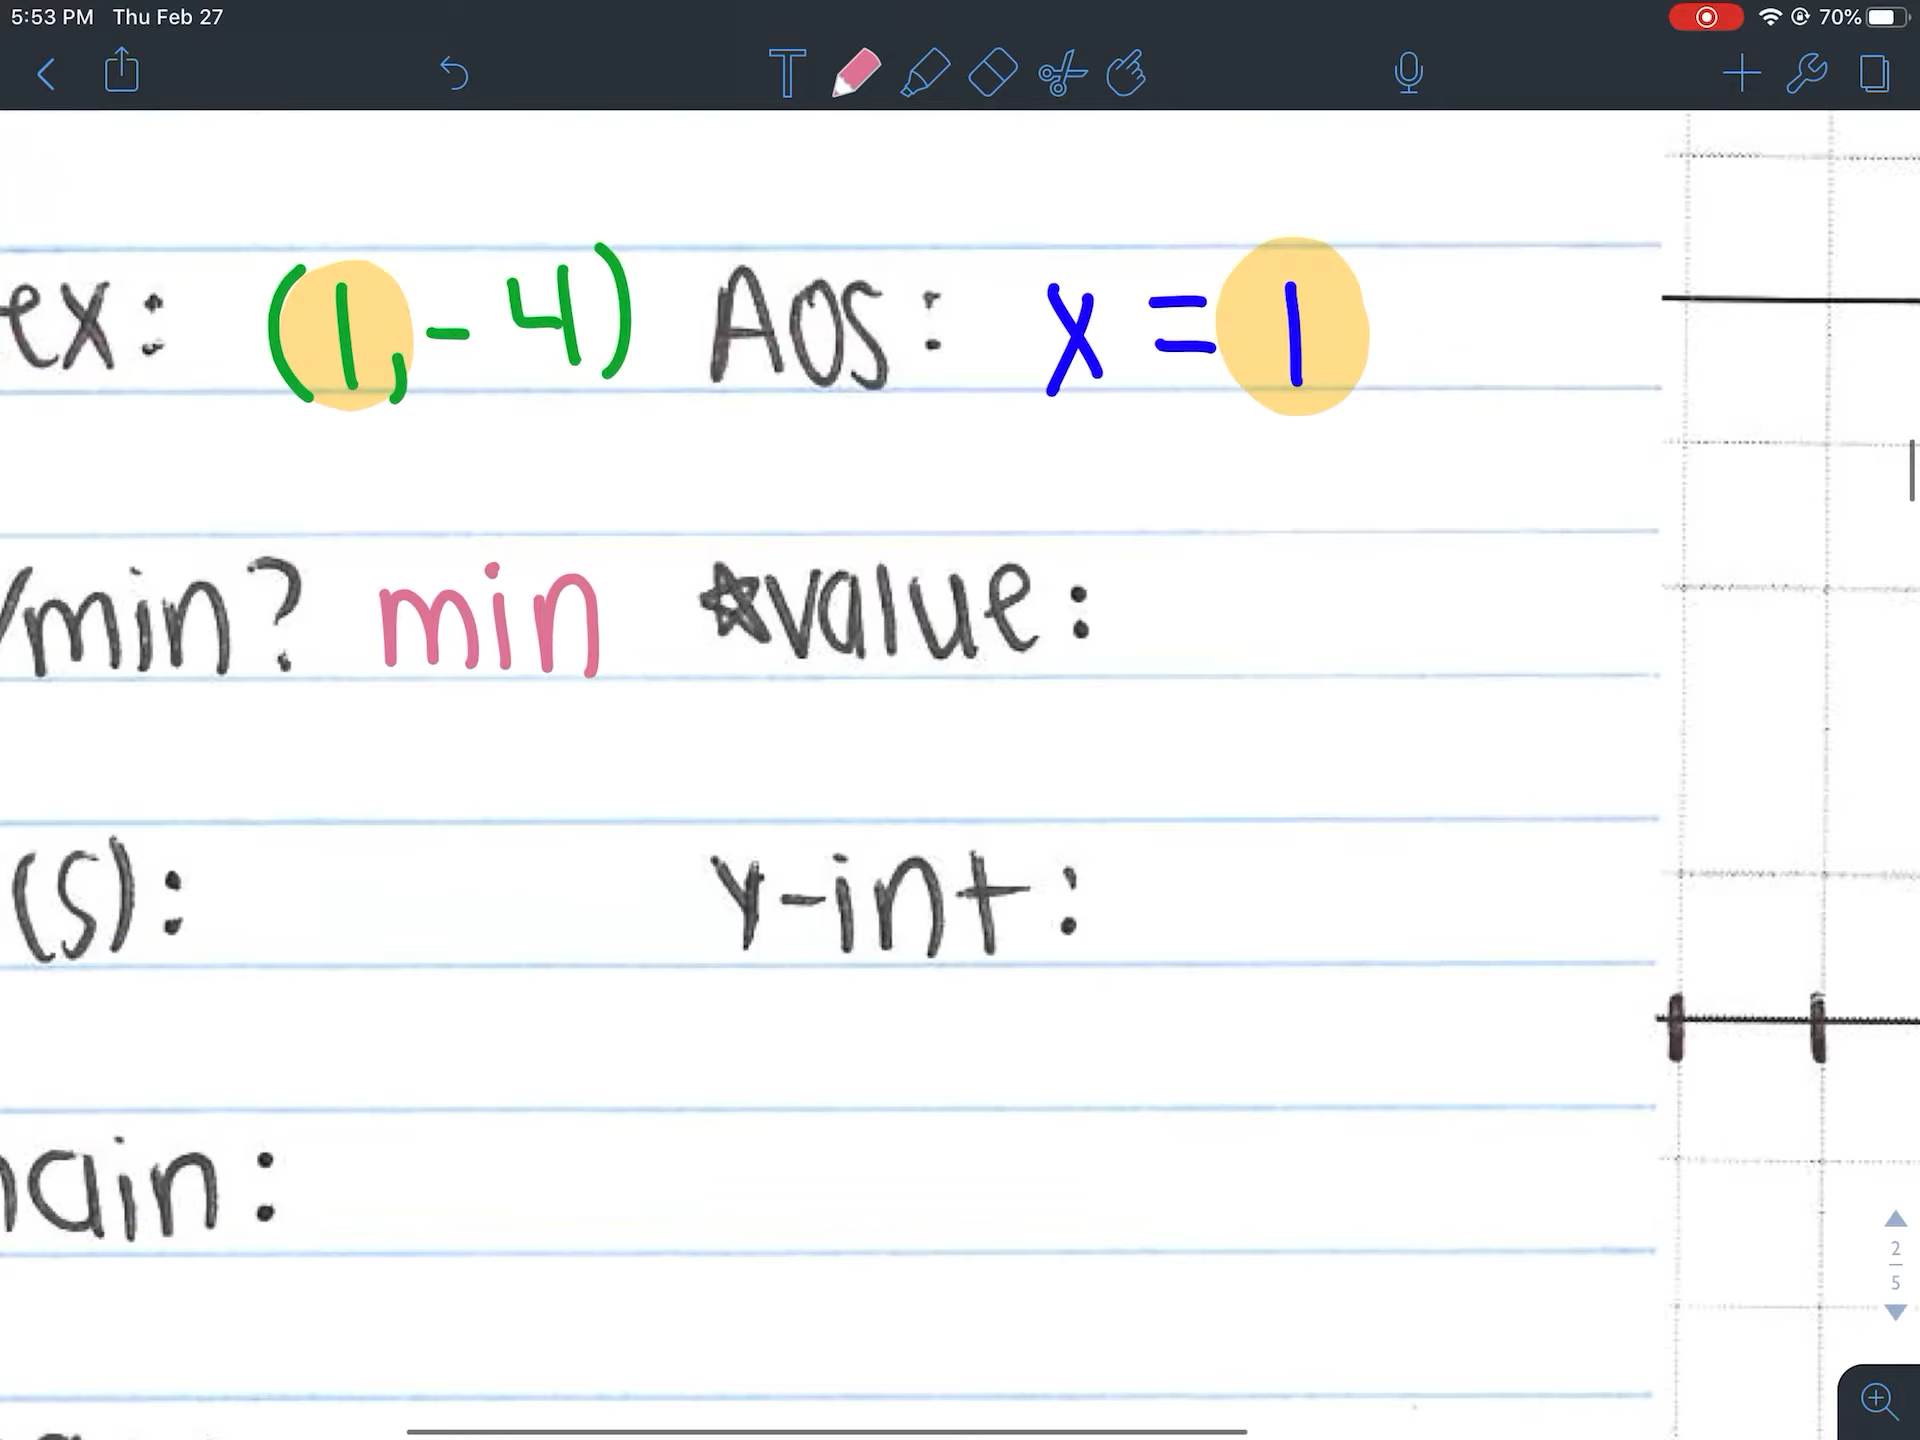 5:53 PM Thu Feb 27 70%
T
ex: (1,-4) AOS: x = 1
/min? min *value:
(s): y-int:
ain:
2
5